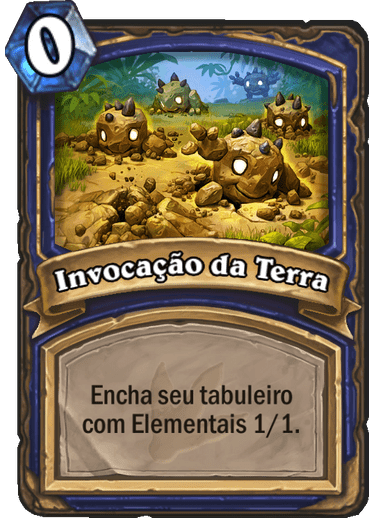 0
Invocação da Terra
Encha seu tabuleiro
com Elementais 1/1.